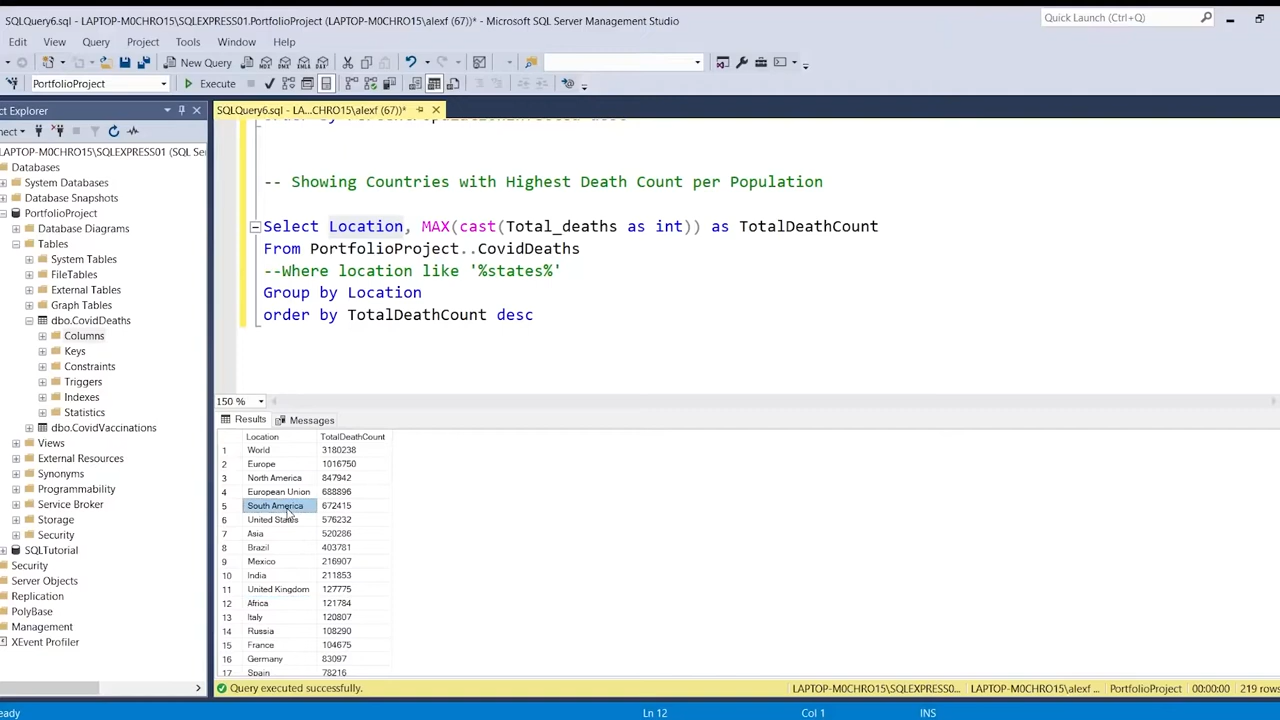 SQLQuery6.sql - LAPTOP-M0CHRO15\SQLEXPRESS01.PortfolioProject (LAPTOP-M0CHRO15\alexf (67))* - Microsoft SQL Server Management Studio
Quick Launch (Ctrl+Q)
Edit View Query Project Tools Window Help
New Query
MDX DMX XMLA DAX
PortfolioProject
Execute
ct Explorer
SQLQuery6.sql - LA...CHRO15\alexf (67))*
nect
LAPTOP-M0CHRO15\SQLEXPRESS01 (SQL Ser
Databases
System Databases
Database Snapshots
PortfolioProject
Database Diagrams
Tables
System Tables
FileTables
External Tables
Graph Tables
dbo.CovidDeaths
Columns
Keys
Constraints
Triggers
Indexes
Statistics
dbo.CovidVaccinations
Views
External Resources
Synonyms
Programmability
Service Broker
Storage
Security
SQLTutorial
Security
Server Objects
Replication
PolyBase
Management
XEvent Profiler
-- Showing Countries with Highest Death Count per Population
Select Location, MAX(cast(Total_deaths as int)) as TotalDeathCount
From PortfolioProject..CovidDeaths
--Where location like '%states%'
Group by Location
order by TotalDeathCount desc
150 %
Results Messages
Location TotalDeathCount
1 World 3180238
2 Europe 1016750
3 North America 847942
4 European Union 688896
5 South America 672415
6 United States 576232
7 Asia 520286
8 Brazil 403781
9 Mexico 216907
10 India 211853
11 United Kingdom 127775
12 Africa 121784
13 Italy 120807
14 Russia 108290
15 France 104675
16 Germany 83097
17 Spain 78216
Query executed successfully.
LAPTOP-M0CHRO15\SQLEXPRESS0... LAPTOP-M0CHRO15\alexf ... PortfolioProject 00:00:00 219 rows
eady
Ln 12 Col 1 INS